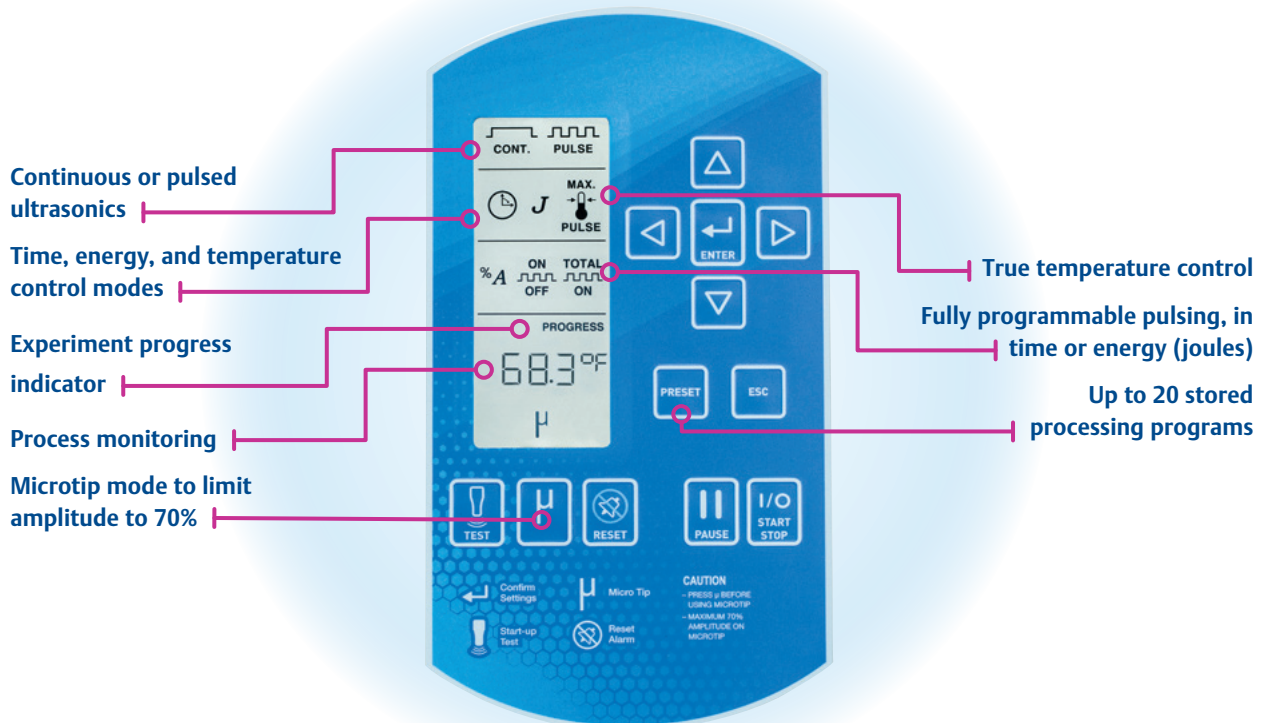 Continuous or pulsed
ultrasonics
Time, energy, and temperature
control modes
Experiment progress
indicator
Process monitoring
Microtip mode to limit
amplitude to 70%
CONT. PULSE
J MAX.
PULSE
%A ON TOTAL
OFF ON
PROGRESS
68.3°F
µ
ENTER
PRESET ESC
TEST
µ
RESET
PAUSE
I/O
START
STOP
Confirm
Settings
µ Micro Tip
Start-up
Test
Reset
Alarm
CAUTION
– PRESS µ BEFORE
USING MICROTIP
– MAXIMUM 70%
AMPLITUDE ON
MICROTIP
True temperature control
Fully programmable pulsing, in
time or energy (joules)
Up to 20 stored
processing programs